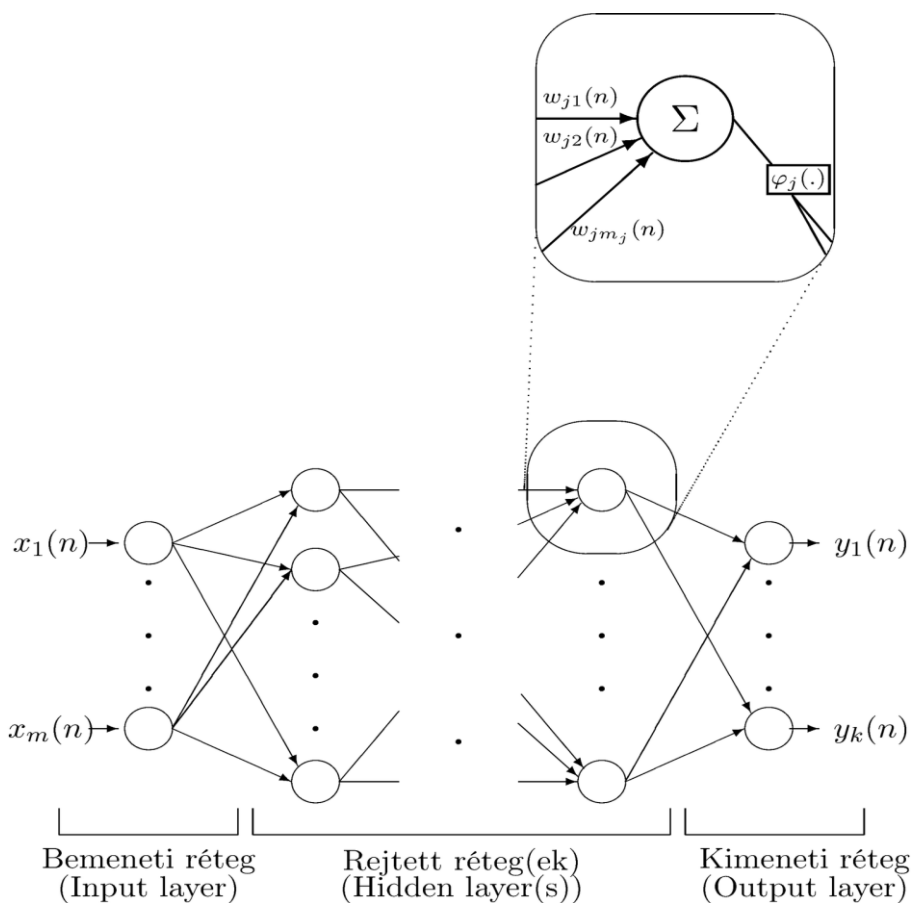 w_{j1}(n)
Σ
w_{j2}(n)
φ_j(.)
w_{jm_j}(n)
x_1(n)
y_1(n)
x_m(n)
y_k(n)
Bemeneti réteg
(Input layer)
Rejtett réteg(ek)
(Hidden layer(s))
Kimeneti réteg
(Output layer)